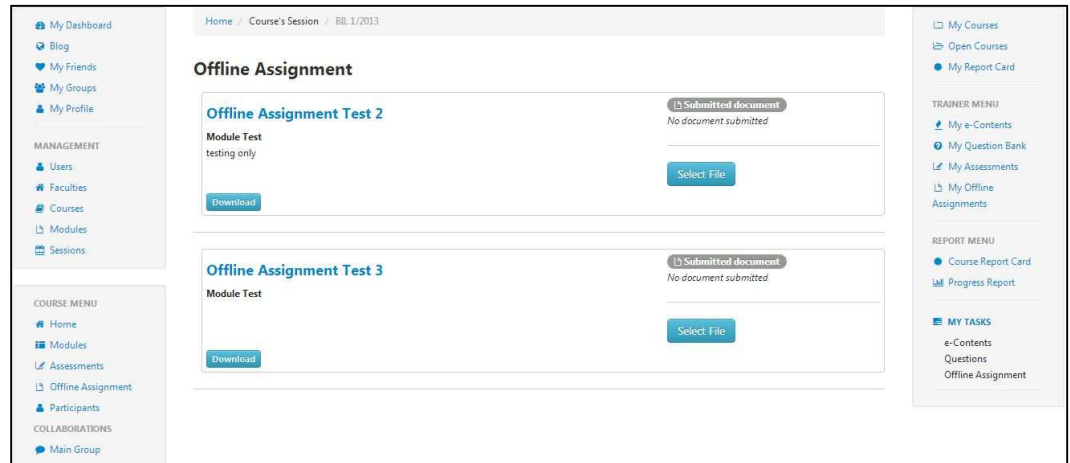 My Dashboard
Blog
My Friends
My Groups
My Profile
MANAGEMENT
Users
Faculties
Courses
Modules
Sessions
COURSE MENU
Home
Modules
Assessments
Offline Assignment
Participants
COLLABORATIONS
Main Group
Home / Course's Session / BIL 1/2013
Offline Assignment
Offline Assignment Test 2
Module Test
testing only
Download
Submitted document
No document submitted
Select File
Offline Assignment Test 3
Module Test
Download
Submitted document
No document submitted
Select File
My Courses
Open Courses
My Report Card
TRAINER MENU
My e-Contents
My Question Bank
My Assessments
My Offline
Assignments
REPORT MENU
Course Report Card
Progress Report
MY TASKS
e-Contents
Questions
Offline Assignment